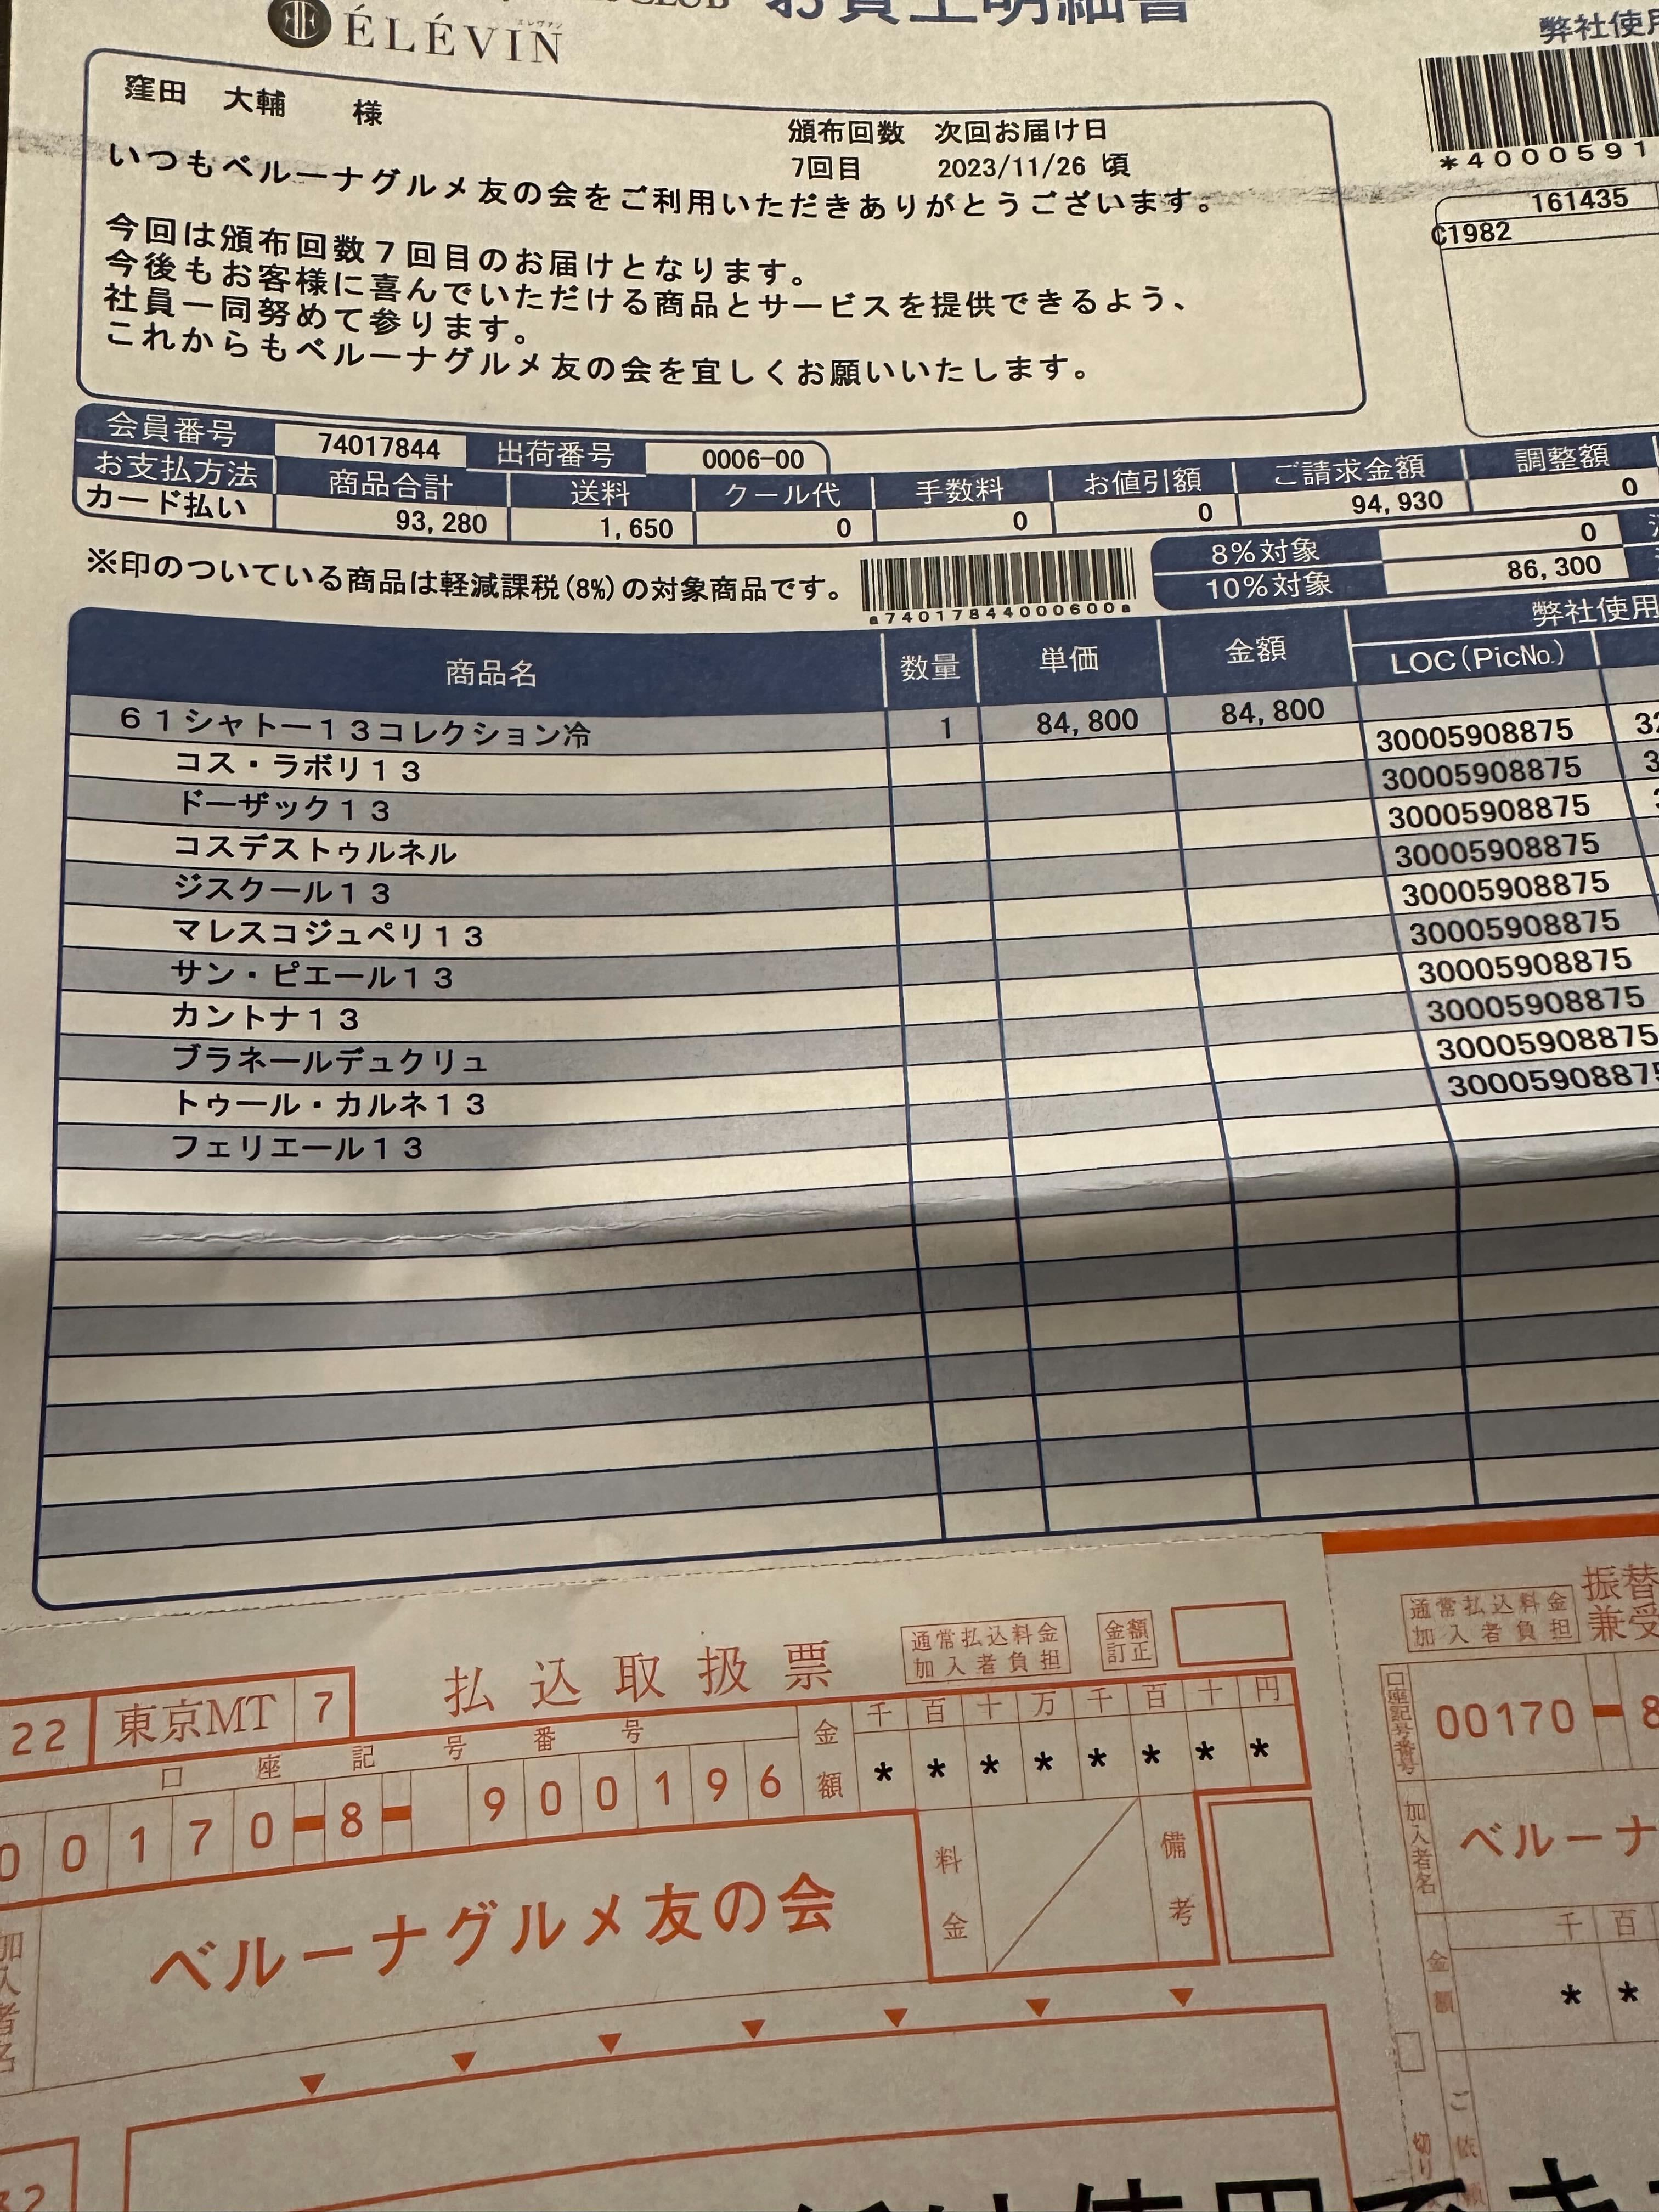 CLUB お買上明細書
ÉLÉVIN
弊社使用
窪田 大輔 様
頒布回数 次回お届け日
7回目 2023/11/26 頃
*4000591
いつもベルーナグルメ友の会をご利用いただきありがとうございます。
161435
C1982
今回は頒布回数7回目のお届けとなります。
今後もお客様に喜んでいただける商品とサービスを提供できるよう、
社員一同努めて参ります。
これからもベルーナグルメ友の会を宜しくお願いいたします。
会員番号 74017844 出荷番号 0006-00
お支払方法 商品合計 送料 クール代 手数料 お値引額 ご請求金額 調整額
カード払い 93,280 1,650 0 0 0 94,930 0
※印のついている商品は軽減課税(8%)の対象商品です。
a74017844000600a
8%対象 0
10%対象 86,300
商品名 数量 単価 金額 弊社使用
LOC(PicNo.)
61シャトー13コレクション冷 1 84,800 84,800
コス・ラボリ13 30005908875
ドーザック13 30005908875
コスデストゥルネル 30005908875
ジスクール13 30005908875
マレスコジュペリ13 30005908875
サン・ピエール13 30005908875
カントナ13 30005908875
ブラネールデュクリュ 30005908875
トゥール・カルネ13 30005908875
フェリエール13 3000590887
払込取扱票
通常払込料金
加入者負担
金額
訂正
振替
兼受
通常払込料金
加入者負担
22 東京MT 7
口座記号番号
金額
千百十万千百十円
00170-8-900196
********
口座記号番号 00170-8
料金
備考
加入者名
ベルーナグルメ友の会
加入者名 ベルーナ
金額
千百
**
ご依
切り
32